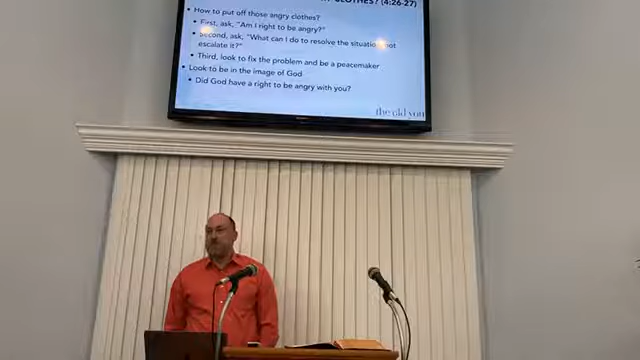 CLOTHES? (4:26-27)
• How to put off those angry clothes?
• First, ask, "Am I right to be angry?"
• Second, ask, "What can I do to resolve the situation not
escalate it?"
• Third, look to fix the problem and be a peacemaker
• Look to be in the image of God
• Did God have a right to be angry with you?
the old you